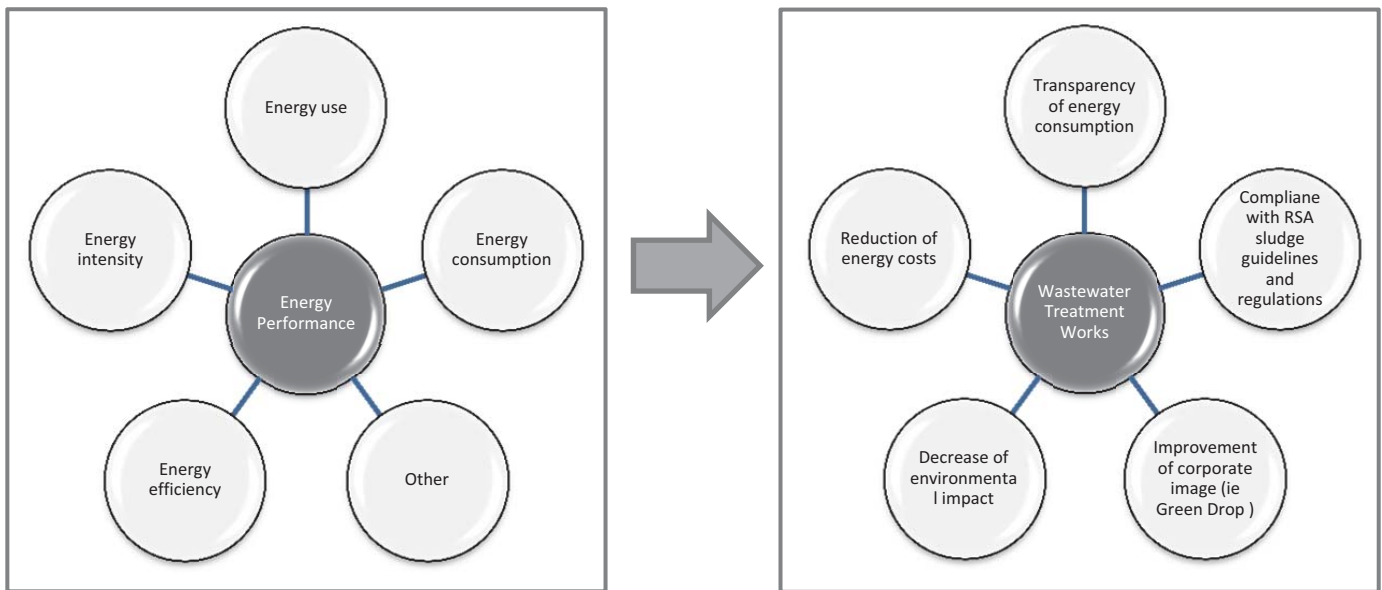 Energy use
Energy
intensity
Energy
consumption
Energy
Performance
Energy
efficiency
Other
Transparency
of energy
consumption
Reduction of
energy costs
Compliane
with RSA
sludge
guidelines
and
regulations
Wastewater
Treatment
Works
Decrease of
environmenta
l impact
Improvement
of corporate
image (ie
Green Drop )